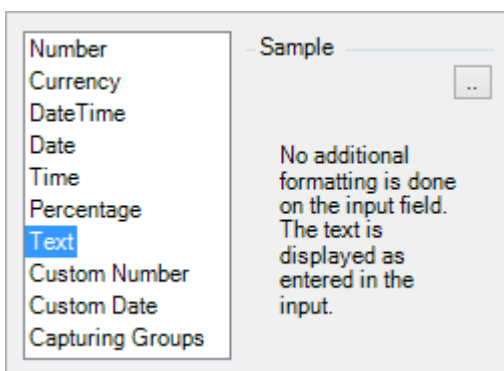 Number
Currency
DateTime
Date
Time
Percentage
Text
Custom Number
Custom Date
Capturing Groups
Sample
..
No additional
formatting is done
on the input field.
The text is
displayed as
entered in the
input.